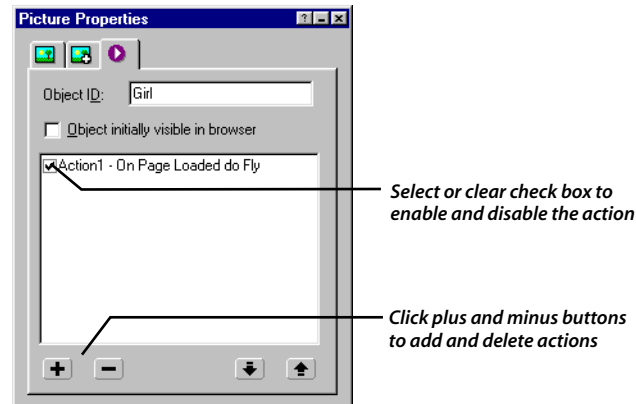 Picture Properties
Object ID:
Girl
Object initially visible in browser
Action1 - On Page Loaded do Fly
Select or clear check box to
enable and disable the action
Click plus and minus buttons
to add and delete actions